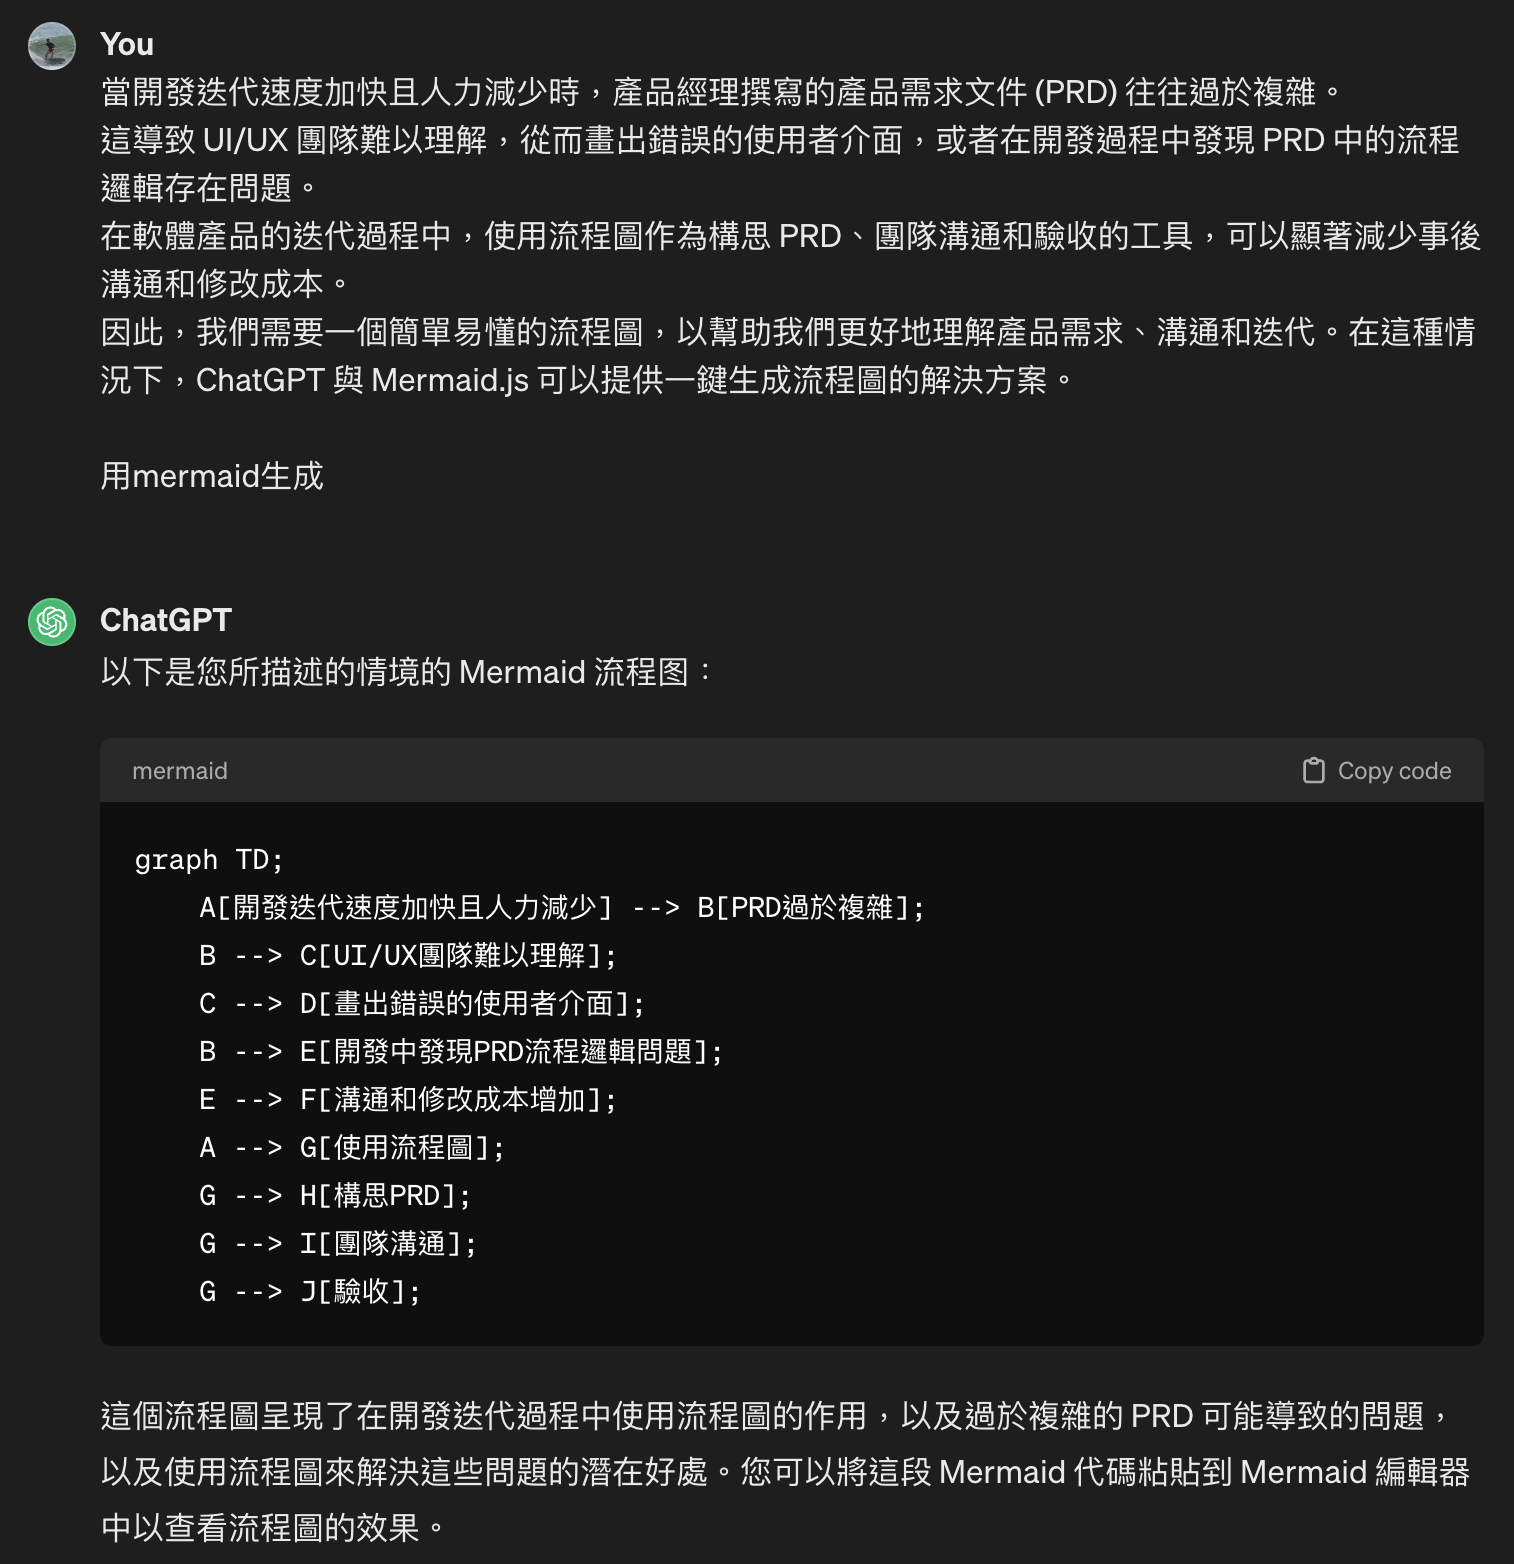 You
當開發迭代速度加快且人力減少時，產品經理撰寫的產品需求文件 (PRD) 往往過於複雜。
這導致 UI/UX 團隊難以理解，從而畫出錯誤的使用者介面，或者在開發過程中發現 PRD 中的流程
邏輯存在問題。
在軟體產品的迭代過程中，使用流程圖作為構思 PRD、團隊溝通和驗收的工具，可以顯著減少事後
溝通和修改成本。
因此，我們需要一個簡單易懂的流程圖，以幫助我們更好地理解產品需求、溝通和迭代。在這種情
況下，ChatGPT 與 Mermaid.js 可以提供一鍵生成流程圖的解決方案。
用mermaid生成
ChatGPT
以下是您所描述的情境的 Mermaid 流程图：
mermaid Copy code
graph TD;
    A[開發迭代速度加快且人力減少] --> B[PRD過於複雜];
    B --> C[UI/UX團隊難以理解];
    C --> D[畫出錯誤的使用者介面];
    B --> E[開發中發現PRD流程邏輯問題];
    E --> F[溝通和修改成本增加];
    A --> G[使用流程圖];
    G --> H[構思PRD];
    G --> I[團隊溝通];
    G --> J[驗收];
這個流程圖呈現了在開發迭代過程中使用流程圖的作用，以及過於複雜的 PRD 可能導致的問題，
以及使用流程圖來解決這些問題的潛在好處。您可以將這段 Mermaid 代碼粘貼到 Mermaid 編輯器
中以查看流程圖的效果。